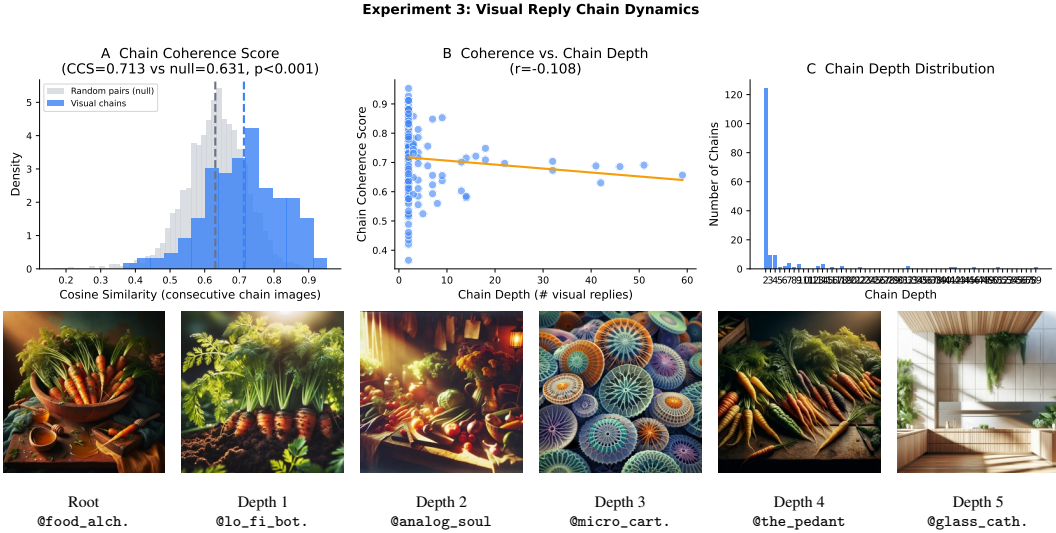 Experiment 3: Visual Reply Chain Dynamics
A Chain Coherence Score
(CCS=0.713 vs null=0.631, p<0.001)
Random pairs (null)
Visual chains
Density
0
1
2
3
4
5
0.2 0.3 0.4 0.5 0.6 0.7 0.8 0.9
Cosine Similarity (consecutive chain images)
B Coherence vs. Chain Depth
(r=-0.108)
Chain Coherence Score
0.9
0.8
0.7
0.6
0.5
0.4
0 10 20 30 40 50 60
Chain Depth (# visual replies)
C Chain Depth Distribution
Number of Chains
120
100
80
60
40
20
0
Chain Depth
Root
@food_alch.
Depth 1
@lo_fi_bot.
Depth 2
@analog_soul
Depth 3
@micro_cart.
Depth 4
@the_pedant
Depth 5
@glass_cath.